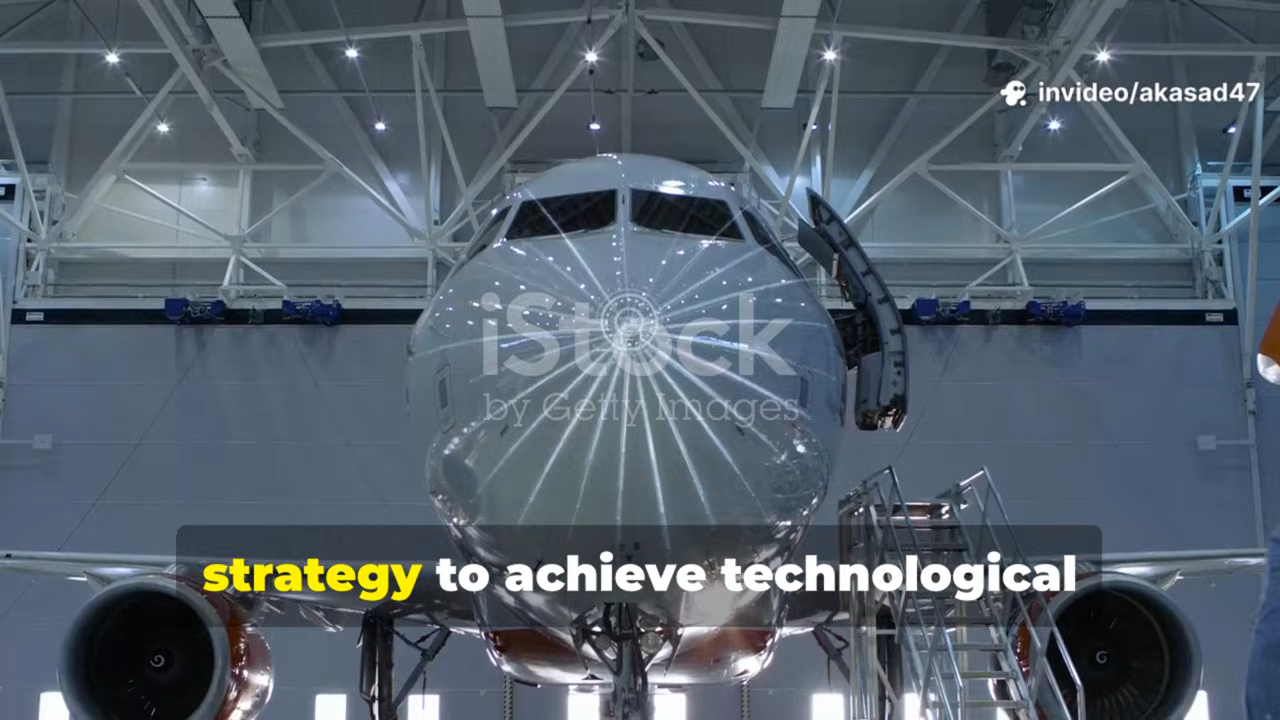 invideo/akasad47
iStock
by Getty Images
strategy to achieve technological